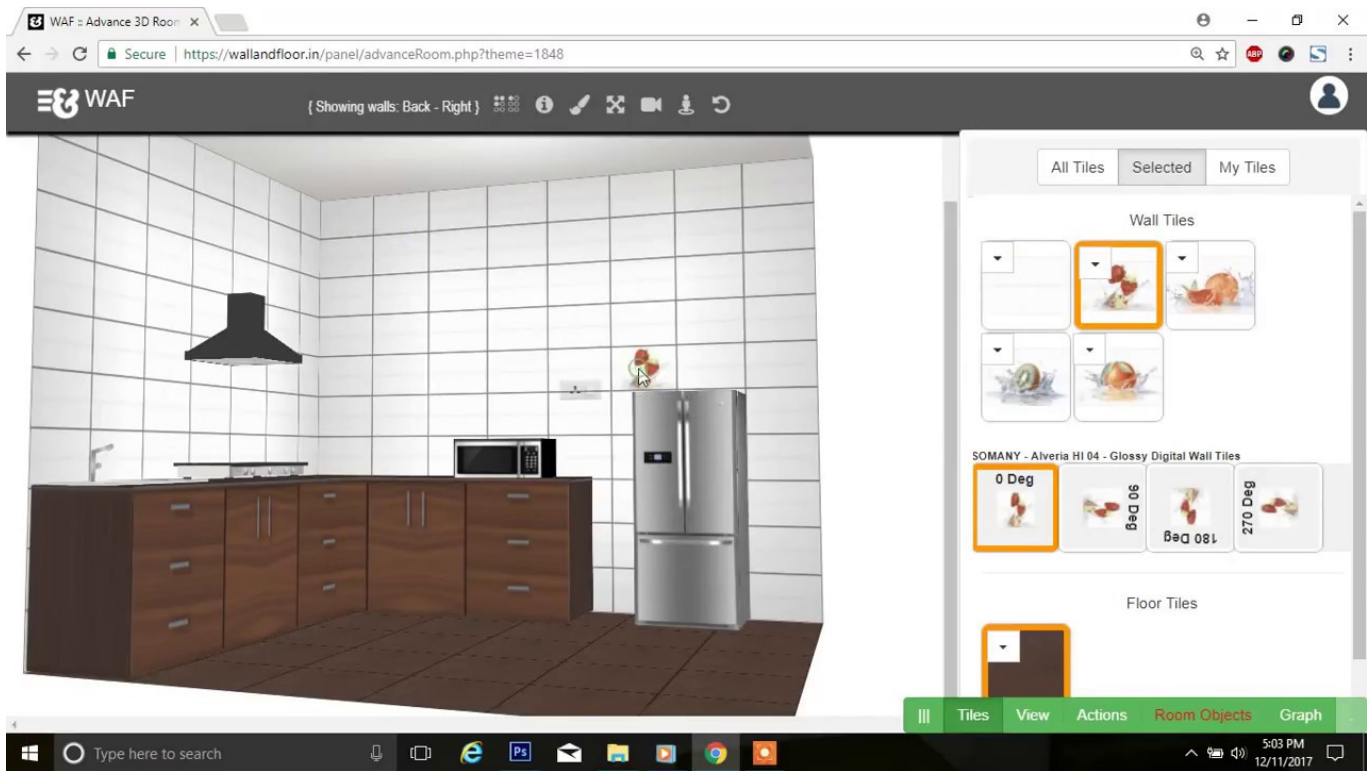 WAF :: Advance 3D Room
Secure | https://wallandfloor.in/panel/advanceRoom.php?theme=1848
ABP
WAF
{ Showing walls: Back - Right }
All Tiles Selected My Tiles
Wall Tiles
SOMANY - Alveria HI 04 - Glossy Digital Wall Tiles
0 Deg
90 Deg
180 Deg
270 Deg
Floor Tiles
Tiles View Actions Room Objects Graph
Type here to search
Ps
5:03 PM
12/11/2017